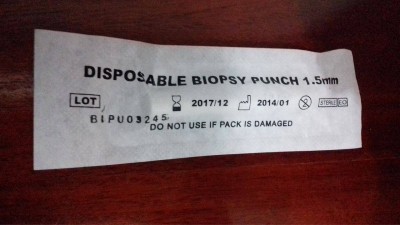 DISPOSABLE BIOPSY PUNCH 1.5mm
LOT 2017/12 2014/01 STERILE EO
BIPU03245
DO NOT USE IF PACK IS DAMAGED